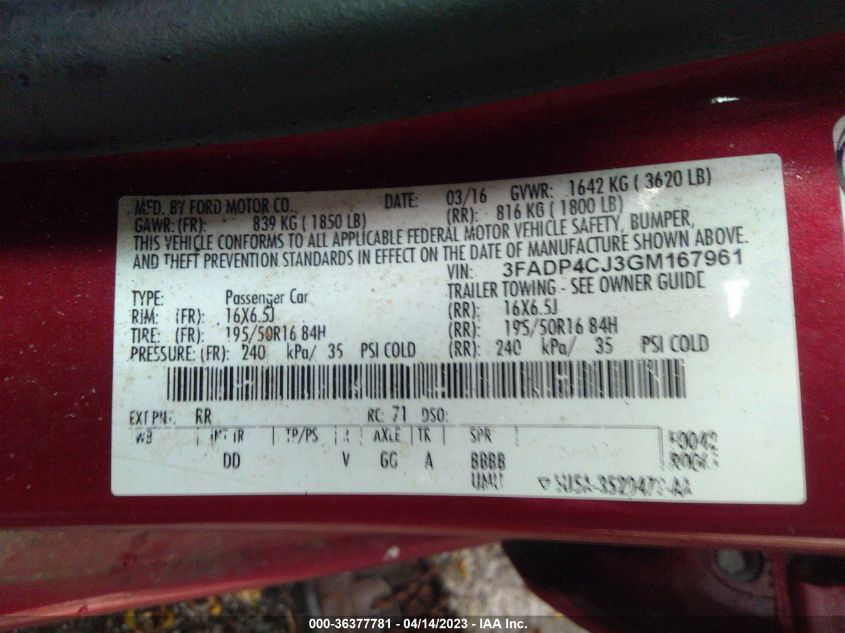 MFD. BY FORD MOTOR CO. DATE: 03/16 GVWR: 1642 KG ( 3620 LB)
GAWR: (FR): 839 KG ( 1850 LB) (RR): 816 KG ( 1800 LB)
THIS VEHICLE CONFORMS TO ALL APPLICABLE FEDERAL MOTOR VEHICLE SAFETY, BUMPER,
AND THEFT PREVENTION STANDARDS IN EFFECT ON THE DATE OF MANUFACTURE SHOWN ABOVE.
VIN: 3FADP4CJ3GM167961
TYPE: Passenger Car TRAILER TOWING - SEE OWNER GUIDE
RIM: (FR): 16X6.5J (RR): 16X6.5J
TIRE: (FR): 195/50R16 84H (RR): 195/50R16 84H
PRESSURE: (FR): 240 kPa/ 35 PSI COLD (RR): 240 kPa/ 35 PSI COLD
EXT PNT: RR RC: 71 DSO:
WB INT TR TP/PS R AXLE TR SPR
DD V GG A BBBB
UMU
000-36377781 - 04/14/2023 - IAA Inc.